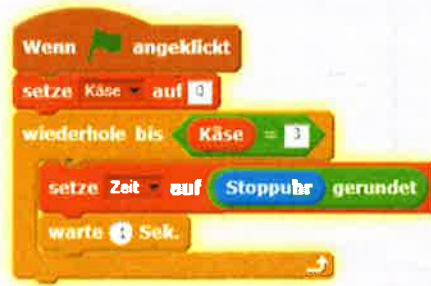 Wenn angeklickt
setze Käse auf 0
wiederhole bis Käse = 3
setze Zeit auf Stoppuhr gerundet
warte Sek.